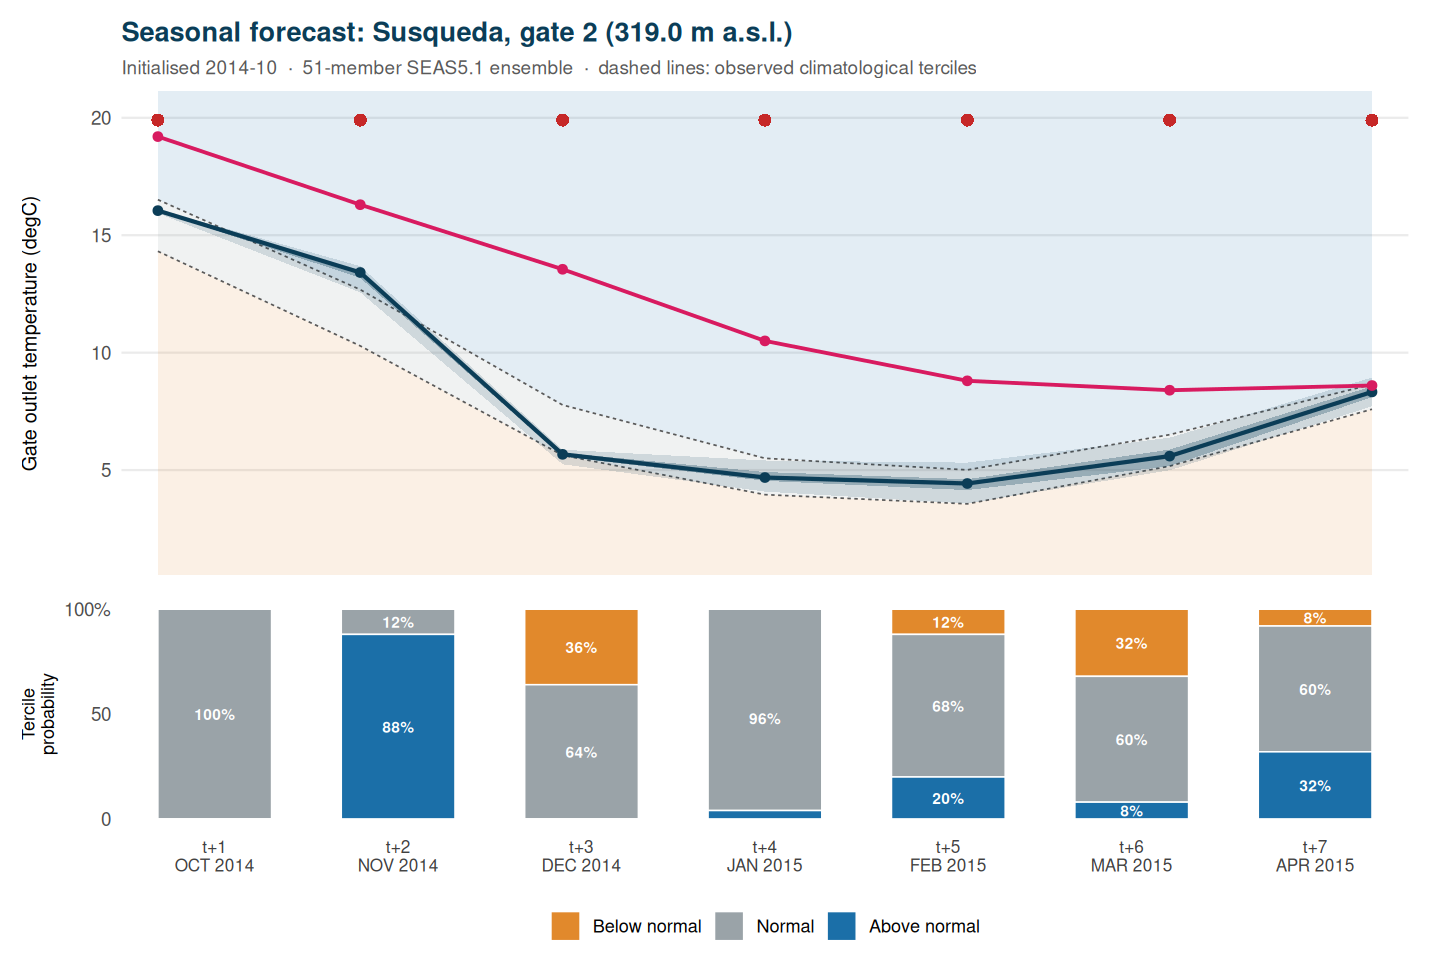 Seasonal forecast: Susqueda, gate 2 (319.0 m a.s.l.)
Initialised 2014-10 · 51-member SEAS5.1 ensemble · dashed lines: observed climatological terciles
Gate outlet temperature (degC)
20
15
10
5
Tercile
probability
100%
50
0
100%
12%
88%
36%
64%
96%
12%
68%
20%
32%
60%
8%
8%
60%
32%
t+1
OCT 2014
t+2
NOV 2014
t+3
DEC 2014
t+4
JAN 2015
t+5
FEB 2015
t+6
MAR 2015
t+7
APR 2015
Below normal
Normal
Above normal